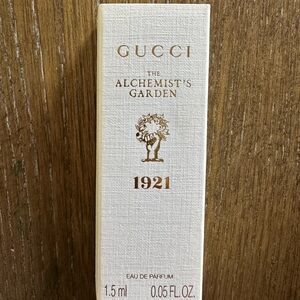 GUCCI
THE
ALCHEMIST'S
GARDEN
1921
EAU DE PARFUM
1.5 ml 0.05 FL.OZ.